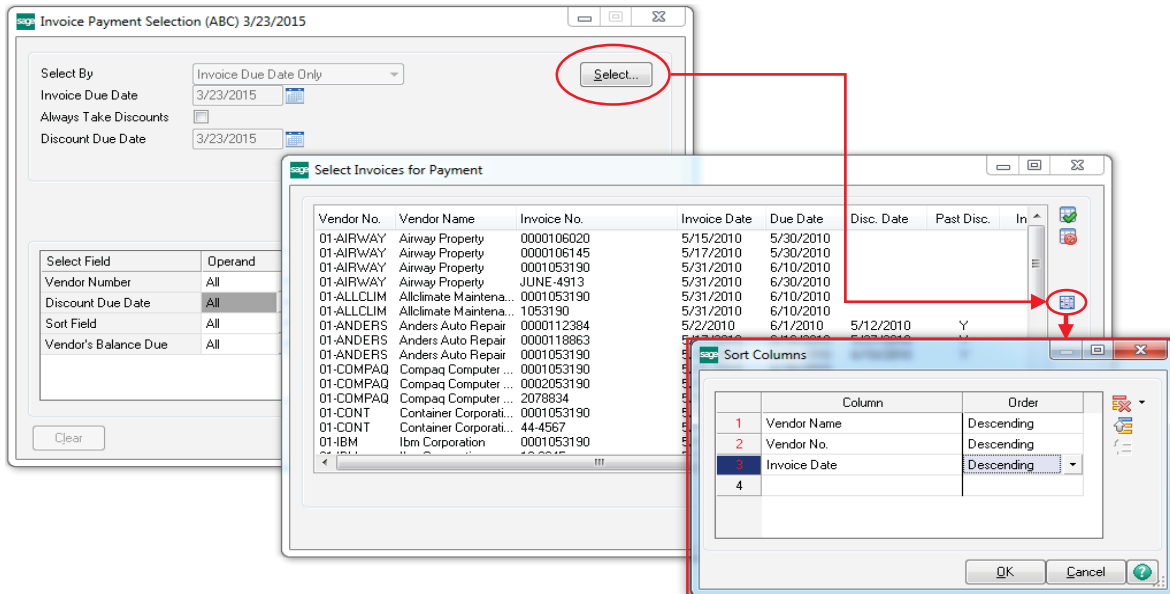 sage Invoice Payment Selection (ABC) 3/23/2015
Select By Invoice Due Date Only Select...
Invoice Due Date 3/23/2015
Always Take Discounts
Discount Due Date 3/23/2015
Select Field Operand
Vendor Number All
Discount Due Date All
Sort Field All
Vendor's Balance Due All
Clear
sage Select Invoices for Payment
Vendor No. Vendor Name Invoice No. Invoice Date Due Date Disc. Date Past Disc. In
01-AIRWAY Airway Property 0000106020 5/15/2010 5/30/2010
01-AIRWAY Airway Property 0000106145 5/17/2010 5/30/2010
01-AIRWAY Airway Property 0001053190 5/31/2010 6/10/2010
01-AIRWAY Airway Property JUNE-4913 5/31/2010 6/30/2010
01-ALLCLIM Allclimate Maintena... 0001053190 5/31/2010 6/10/2010
01-ALLCLIM Allclimate Maintena... 1053190 5/31/2010 6/10/2010
01-ANDERS Anders Auto Repair 0000112384 5/2/2010 6/1/2010 5/12/2010 Y
01-ANDERS Anders Auto Repair 0000118863
01-ANDERS Anders Auto Repair 0001053190
01-COMPAQ Compaq Computer ... 0001053190
01-COMPAQ Compaq Computer ... 0002053190
01-COMPAQ Compaq Computer ... 2078834
01-CONT Container Corporati... 0001053190
01-CONT Container Corporati... 44-4567
01-IBM Ibm Corporation 0001053190
sage Sort Columns
Column Order
1 Vendor Name Descending
2 Vendor No. Descending
3 Invoice Date Descending
4
OK Cancel